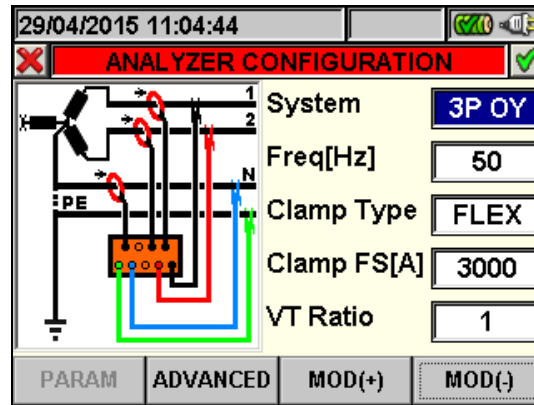 29/04/2015 11:04:44
ANALYZER CONFIGURATION
1
2
N
PE
System 3P OY
Freq[Hz] 50
Clamp Type FLEX
Clamp FS[A] 3000
VT Ratio 1
PARAM ADVANCED MOD(+) MOD(-)